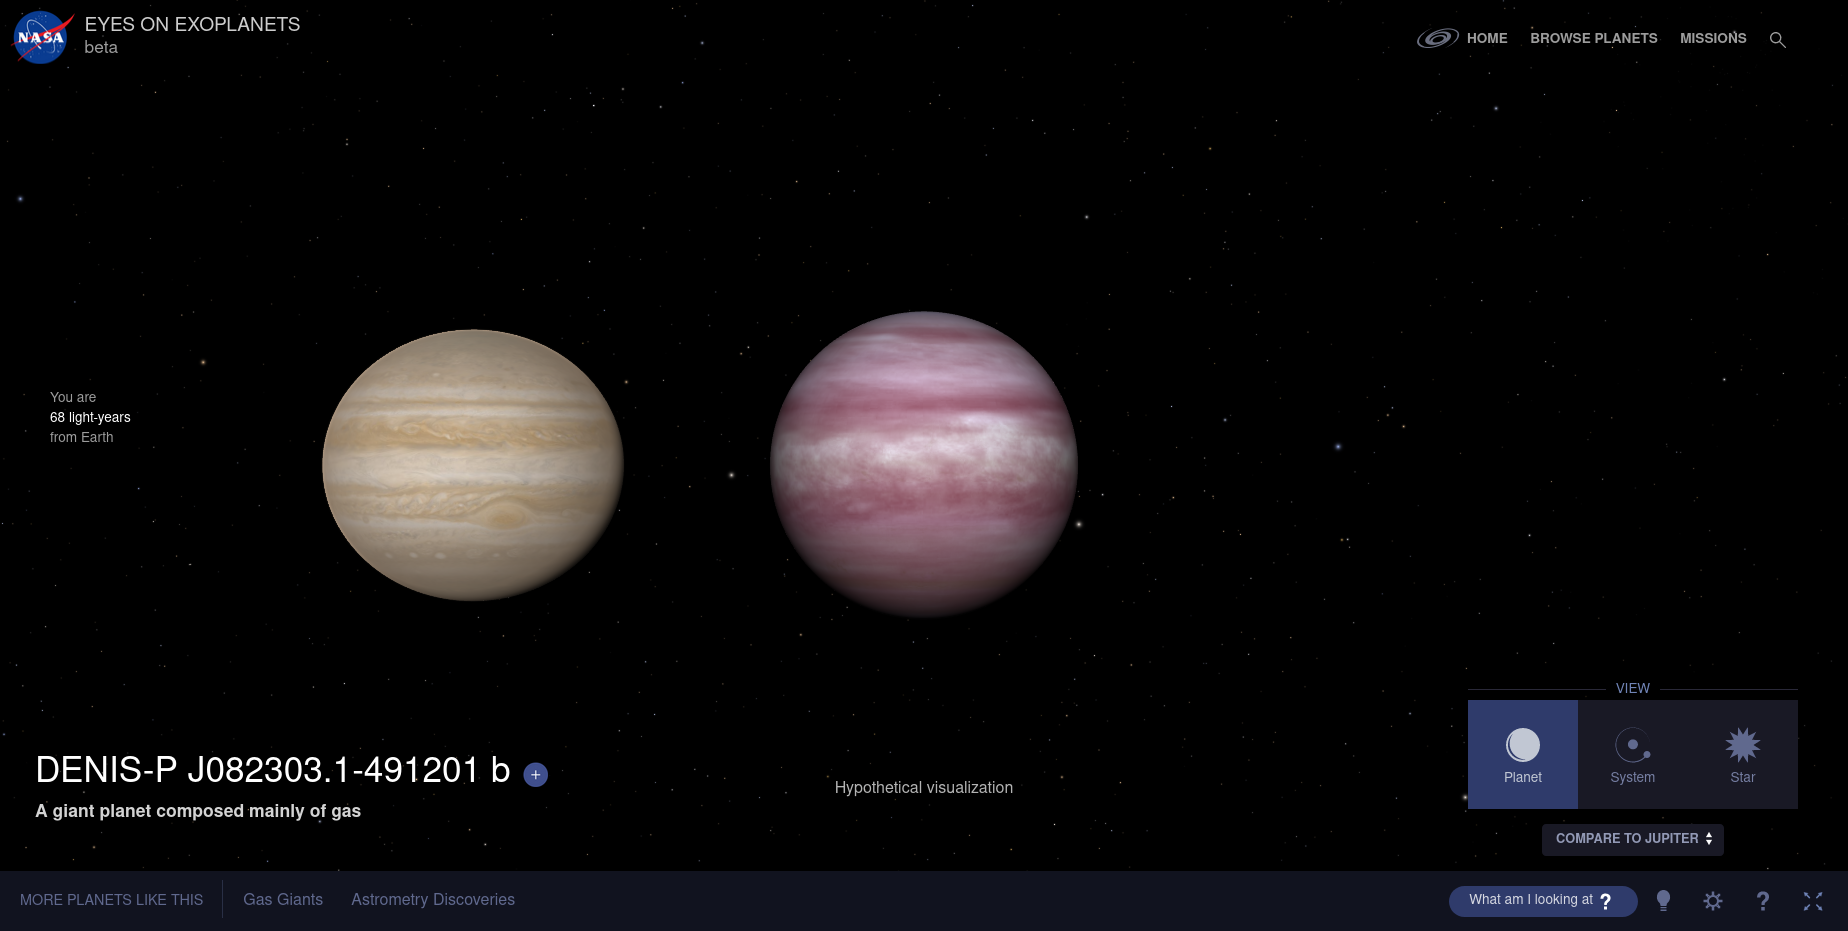 NASA
EYES ON EXOPLANETS
beta
HOME
BROWSE PLANETS
MISSIONS
You are
68 light-years
from Earth
DENIS-P J082303.1-491201 b +
A giant planet composed mainly of gas
Hypothetical visualization
VIEW
Planet
System
Star
COMPARE TO JUPITER
MORE PLANETS LIKE THIS
Gas Giants
Astrometry Discoveries
What am I looking at ?
?